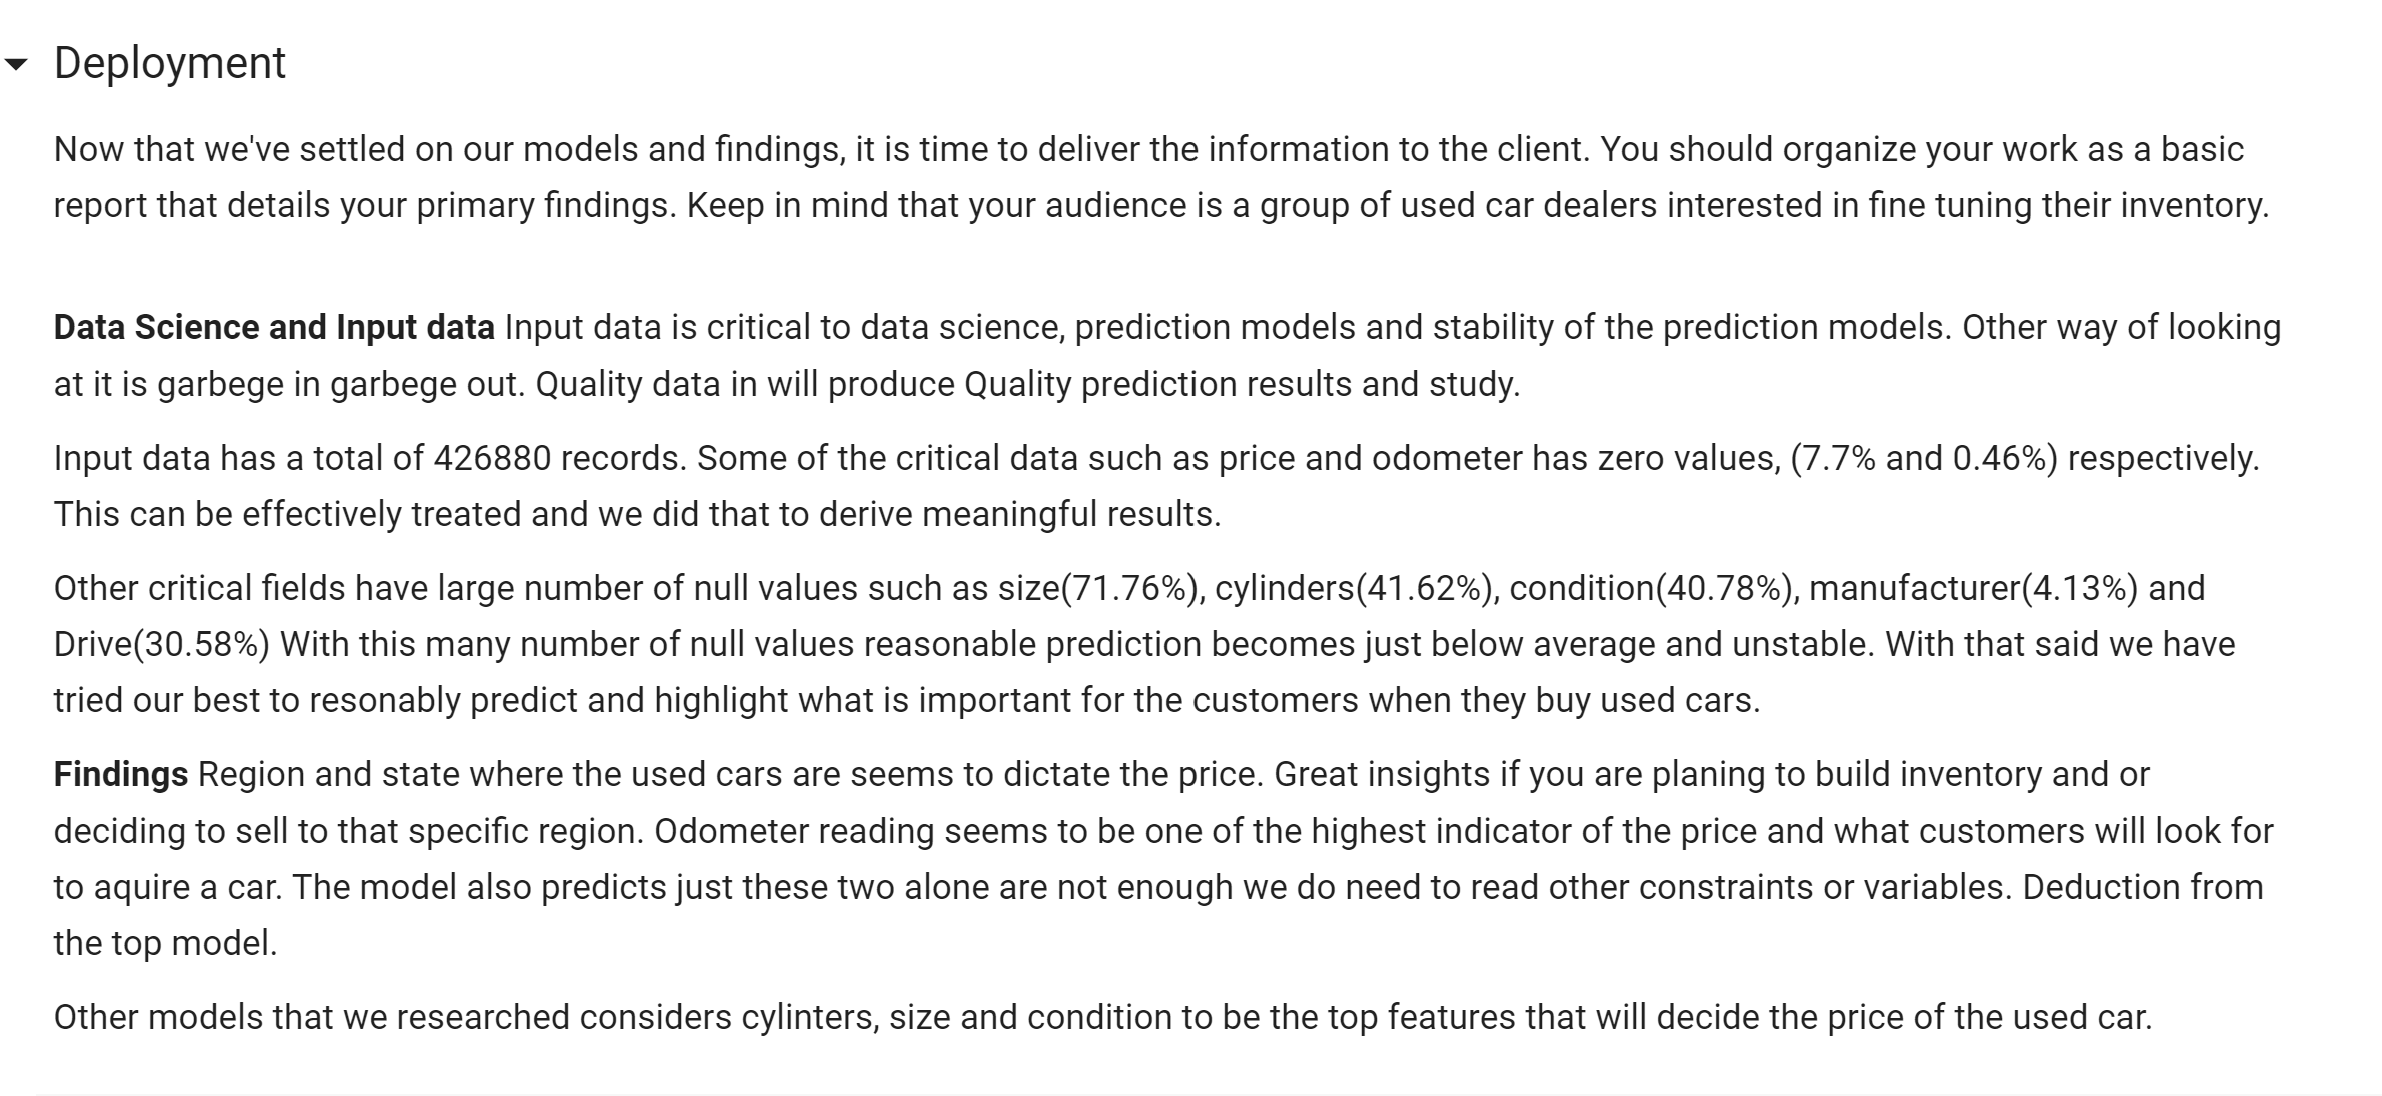 Deployment
Now that we've settled on our models and findings, it is time to deliver the information to the client. You should organize your work as a basic
report that details your primary findings. Keep in mind that your audience is a group of used car dealers interested in fine tuning their inventory.
Data Science and Input data Input data is critical to data science, prediction models and stability of the prediction models. Other way of looking
at it is garbege in garbege out. Quality data in will produce Quality prediction results and study.
Input data has a total of 426880 records. Some of the critical data such as price and odometer has zero values, (7.7% and 0.46%) respectively.
This can be effectively treated and we did that to derive meaningful results.
Other critical fields have large number of null values such as size(71.76%), cylinders(41.62%), condition(40.78%), manufacturer(4.13%) and
Drive(30.58%) With this many number of null values reasonable prediction becomes just below average and unstable. With that said we have
tried our best to resonably predict and highlight what is important for the customers when they buy used cars.
Findings Region and state where the used cars are seems to dictate the price. Great insights if you are planing to build inventory and or
deciding to sell to that specific region. Odometer reading seems to be one of the highest indicator of the price and what customers will look for
to aquire a car. The model also predicts just these two alone are not enough we do need to read other constraints or variables. Deduction from
the top model.
Other models that we researched considers cylinters, size and condition to be the top features that will decide the price of the used car.